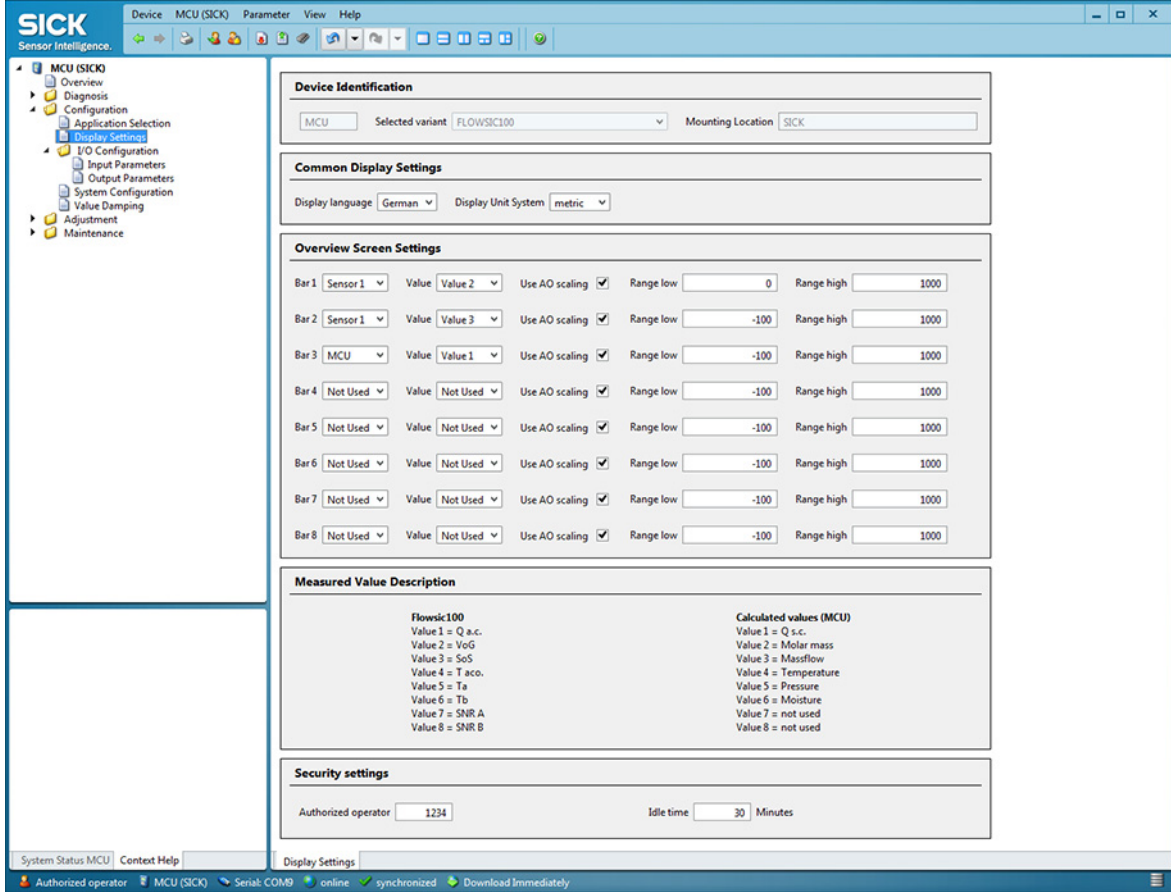 SICK
Sensor Intelligence.
Device MCU (SICK) Parameter View Help
MCU (SICK)
Overview
Diagnosis
Configuration
Application Selection
Display Settings
I/O Configuration
Input Parameters
Output Parameters
System Configuration
Value Damping
Adjustment
Maintenance
System Status MCU Context Help
Device Identification
MCU Selected variant FLOWSIC100 Mounting Location SICK
Common Display Settings
Display language German Display Unit System metric
Overview Screen Settings
Bar 1 Sensor 1 Value Value 2 Use AO scaling Range low 0 Range high 1000
Bar 2 Sensor 1 Value Value 3 Use AO scaling Range low -100 Range high 1000
Bar 3 MCU Value Value 1 Use AO scaling Range low -100 Range high 1000
Bar 4 Not Used Value Not Used Use AO scaling Range low -100 Range high 1000
Bar 5 Not Used Value Not Used Use AO scaling Range low -100 Range high 1000
Bar 6 Not Used Value Not Used Use AO scaling Range low -100 Range high 1000
Bar 7 Not Used Value Not Used Use AO scaling Range low -100 Range high 1000
Bar 8 Not Used Value Not Used Use AO scaling Range low -100 Range high 1000
Measured Value Description
Flowsic100
Value 1 = Q a.c.
Value 2 = VoG
Value 3 = SoS
Value 4 = T aco.
Value 5 = Ta
Value 6 = Tb
Value 7 = SNR A
Value 8 = SNR B
Calculated values (MCU)
Value 1 = Q s.c.
Value 2 = Molar mass
Value 3 = Massflow
Value 4 = Temperature
Value 5 = Pressure
Value 6 = Moisture
Value 7 = not used
Value 8 = not used
Security settings
Authorized operator 1234 Idle time 30 Minutes
Display Settings
Authorized operator MCU (SICK) Serial: COM9 online synchronized Download Immediately